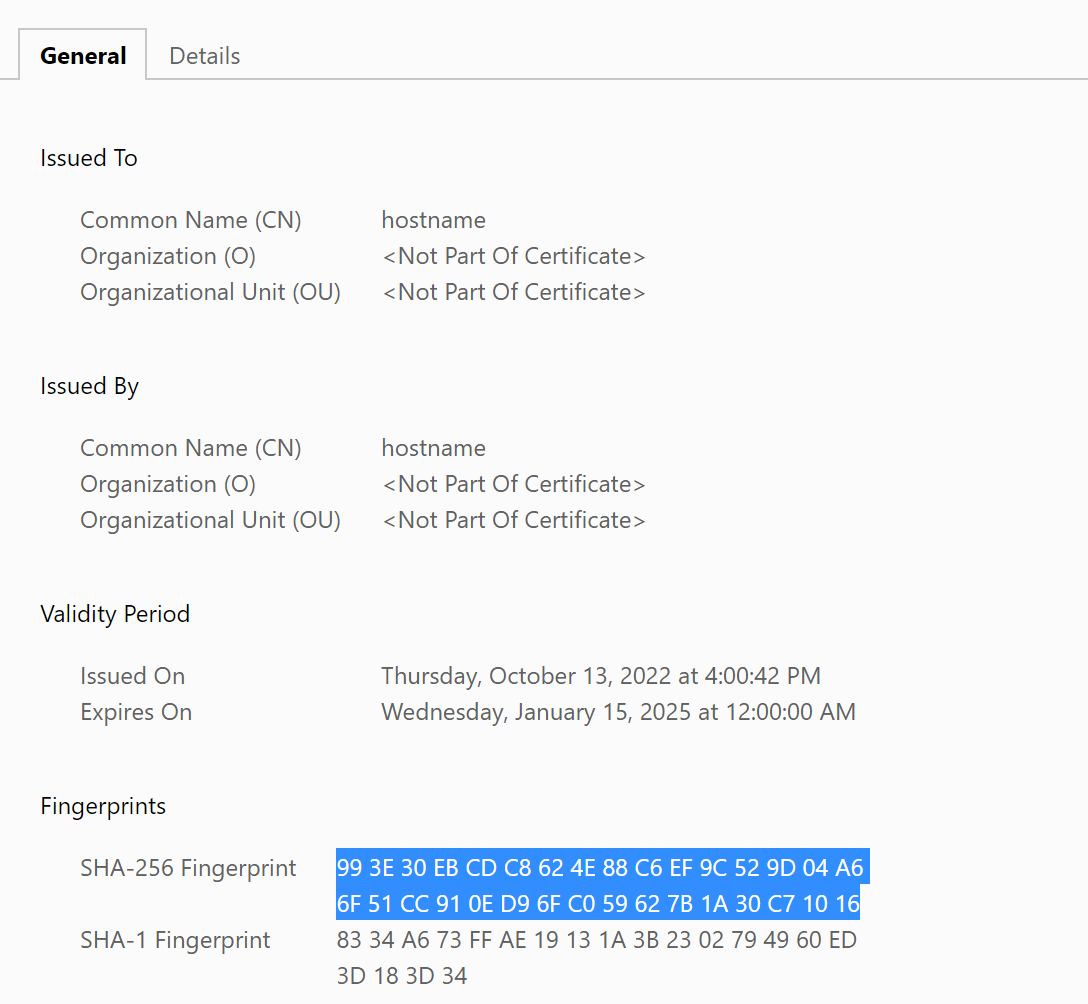 General Details
Issued To
Common Name (CN) hostname
Organization (O) <Not Part Of Certificate>
Organizational Unit (OU) <Not Part Of Certificate>
Issued By
Common Name (CN) hostname
Organization (O) <Not Part Of Certificate>
Organizational Unit (OU) <Not Part Of Certificate>
Validity Period
Issued On Thursday, October 13, 2022 at 4:00:42 PM
Expires On Wednesday, January 15, 2025 at 12:00:00 AM
Fingerprints
SHA-256 Fingerprint 99 3E 30 EB CD C8 62 4E 88 C6 EF 9C 52 9D 04 A6
6F 51 CC 91 0E D9 6F C0 59 62 7B 1A 30 C7 10 16
SHA-1 Fingerprint 83 34 A6 73 FF AE 19 13 1A 3B 23 02 79 49 60 ED
3D 18 3D 34